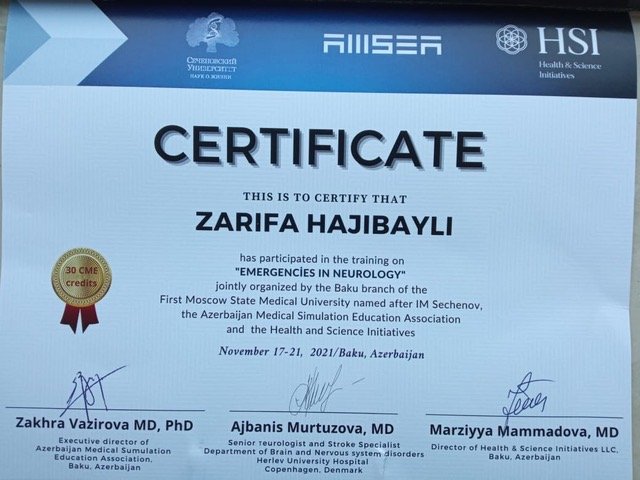 Сеченовский
Университет
НАУКА О ЖИЗНИ
AMSEA
HSI
Health & Science
Initiatives
CERTIFICATE
THIS IS TO CERTIFY THAT
ZARIFA HAJIBAYLI
has participated in the training on
"EMERGENCİES IN NEUROLOGY"
jointly organized by the Baku branch of the
First Moscow State Medical University named after IM Sechenov,
the Azerbaijan Medical Simulation Education Association
and the Health and Science Initiatives
30 CME
credits
November 17-21, 2021/Baku, Azerbaijan
Zakhra Vazirova MD, PhD
Executive director of
Azerbaijan Medical Sumulation
Education Association,
Baku, Azerbaijan
Ajbanis Murtuzova, MD
Senior neurologist and Stroke Specialist
Department of Brain and Nervous system disorders
Herlev University Hospital
Copenhagen, Denmark
Marziyya Mammadova, MD
Director of Health & Science Initiatives LLC,
Baku, Azerbaijan